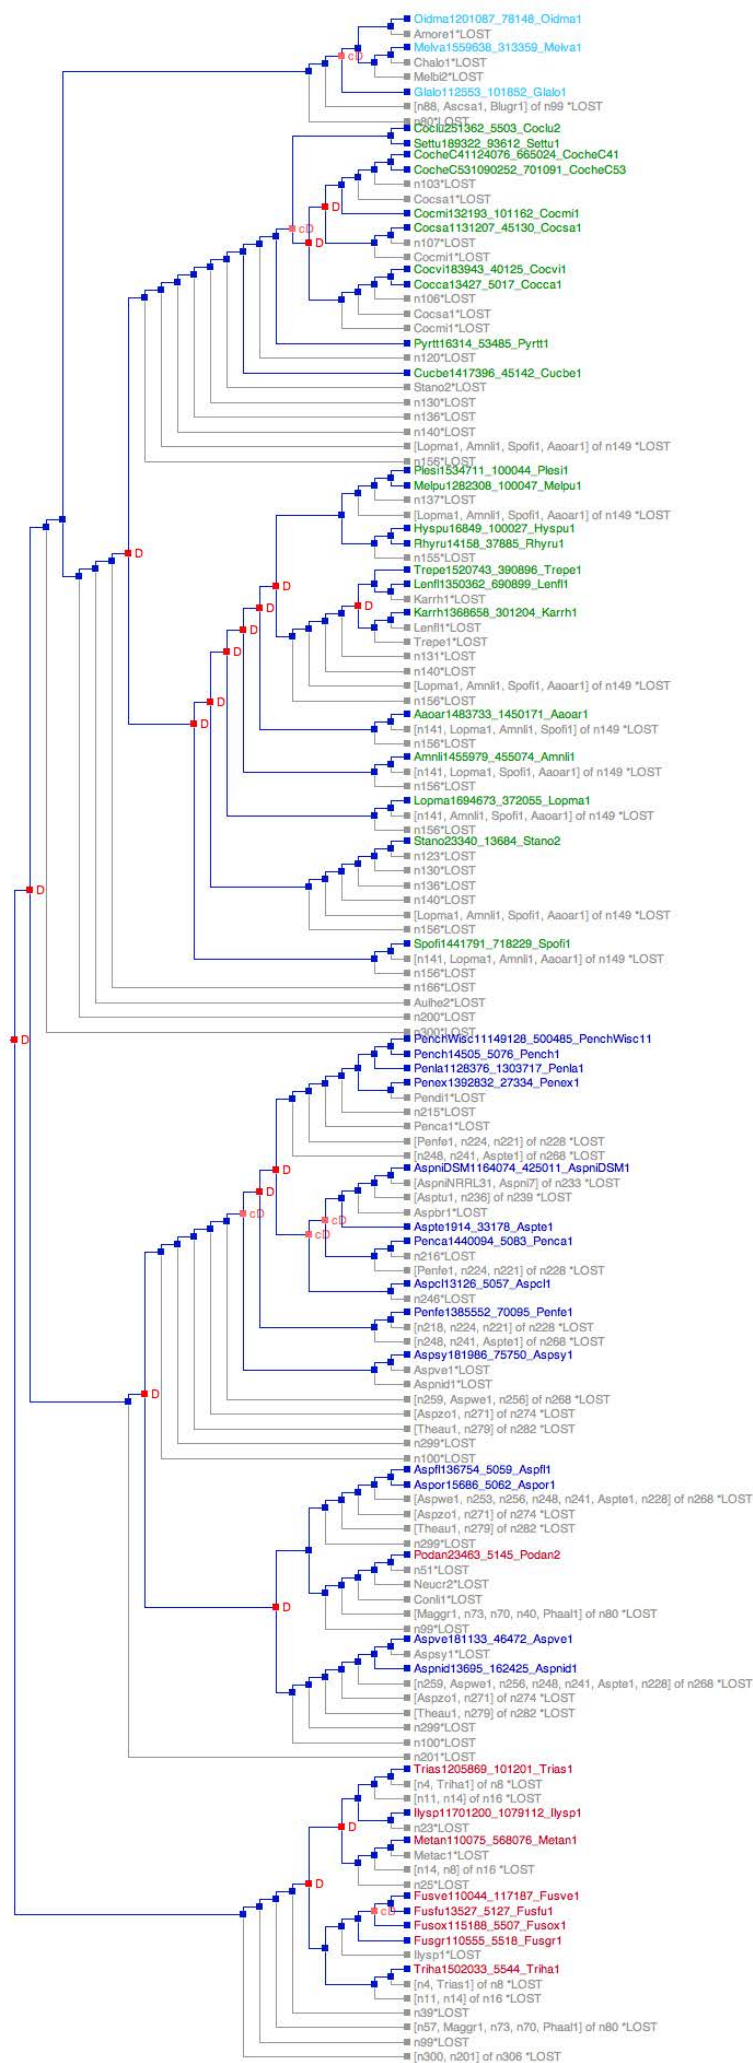 Oidma1201087_78148_Oidma1
Amore1*LOST
Melva1559638_313359_Melva1
cD
Chalo1*LOST
Melbi2*LOST
Glalo112553_101852_Glalo1
[n88, Ascsa1, Blugr1] of n99 *LOST
n80*LOST
Coclu251362_5503_Coclu2
Settu189322_93612_Settu1
CocheC41124076_665024_CocheC41
CocheC531090252_701091_CocheC53
n103*LOST
Cocsa1*LOST
D
Cocmi132193_101162_Cocmi1
cD
Cocsa1131207_45130_Cocsa1
D
n107*LOST
Cocmi1*LOST
Cocvi183943_40125_Cocvi1
Cocca13427_5017_Cocca1
n106*LOST
Cocsa1*LOST
Cocmi1*LOST
Pyrtt16314_53485_Pyrtt1
n120*LOST
Cucbe1417396_45142_Cucbe1
Stano2*LOST
n130*LOST
n136*LOST
n140*LOST
[Lopma1, Amnli1, Spofi1, Aaoar1] of n149 *LOST
n156*LOST
Plesi1534711_100044_Plesi1
Melpu1282308_100047_Melpu1
n137*LOST
[Lopma1, Amnli1, Spofi1, Aaoar1] of n149 *LOST
Hyspu16849_100027_Hyspu1
Rhyru14158_37885_Rhyru1
D
n155*LOST
Trepe1520743_390896_Trepe1
Lenfl1350362_690899_Lenfl1
D
Karrh1*LOST
D
D
Karrh1368658_301204_Karrh1
Lenfl1*LOST
D
Trepe1*LOST
D
n131*LOST
n140*LOST
[Lopma1, Amnli1, Spofi1, Aaoar1] of n149 *LOST
D
n156*LOST
Aaoar1483733_1450171_Aaoar1
D
[n141, Lopma1, Amnli1, Spofi1] of n149 *LOST
n156*LOST
Amnli1455979_455074_Amnli1
[n141, Lopma1, Spofi1, Aaoar1] of n149 *LOST
n156*LOST
Lopma1694673_372055_Lopma1
[n141, Amnli1, Spofi1, Aaoar1] of n149 *LOST
n156*LOST
Stano23340_13684_Stano2
n123*LOST
n130*LOST
n136*LOST
D
n140*LOST
[Lopma1, Amnli1, Spofi1, Aaoar1] of n149 *LOST
n156*LOST
Spofi1441791_718229_Spofi1
[n141, Lopma1, Amnli1, Aaoar1] of n149 *LOST
n156*LOST
n166*LOST
Aulhe2*LOST
n200*LOST
n300*LOST
D
PenchWisc11149128_500485_PenchWisc11
Pench14505_5076_Pench1
Penla1128376_1303717_Penla1
Penex1392832_27334_Penex1
Pendi1*LOST
n215*LOST
Penca1*LOST
[Penfe1, n224, n221] of n228 *LOST
[n248, n241, Aspte1] of n268 *LOST
D
AspniDSM1164074_425011_AspniDSM1
[AspniNRRL31, Aspni7] of n233 *LOST
D
[Asptu1, n236] of n239 *LOST
cD
Aspbr1*LOST
cD
Aspte1914_33178_Aspte1
cD
Penca1440094_5083_Penca1
n216*LOST
[Penfe1, n224, n221] of n228 *LOST
Aspcl13126_5057_Aspcl1
n246*LOST
Penfe1385552_70095_Penfe1
[n218, n224, n221] of n228 *LOST
[n248, n241, Aspte1] of n268 *LOST
Aspsy181986_75750_Aspsy1
Aspve1*LOST
Aspnid1*LOST
D
[n259, Aspwe1, n256] of n268 *LOST
[Aspzo1, n271] of n274 *LOST
[Theau1, n279] of n282 *LOST
n299*LOST
n100*LOST
Aspfl136754_5059_Aspfl1
Aspor15686_5062_Aspor1
[Aspwe1, n253, n256, n248, n241, Aspte1, n228] of n268 *LOST
[Aspzo1, n271] of n274 *LOST
[Theau1, n279] of n282 *LOST
n299*LOST
Podan23463_5145_Podan2
n51*LOST
Neucr2*LOST
Conli1*LOST
D
[Maggr1, n73, n70, n40, Phaal1] of n80 *LOST
n99*LOST
Aspve181133_46472_Aspve1
Aspsy1*LOST
Aspnid13695_162425_Aspnid1
[n259, Aspwe1, n256, n248, n241, Aspte1, n228] of n268 *LOST
[Aspzo1, n271] of n274 *LOST
[Theau1, n279] of n282 *LOST
n299*LOST
n100*LOST
n201*LOST
Trias1205869_101201_Trias1
[n4, Triha1] of n8 *LOST
[n11, n14] of n16 *LOST
Ilysp11701200_1079112_Ilysp1
D
n23*LOST
Metan110075_568076_Metan1
Metac1*LOST
[n14, n8] of n16 *LOST
D
n25*LOST
Fusve110044_117187_Fusve1
cD
Fusfu13527_5127_Fusfu1
Fusox115188_5507_Fusox1
Fusgr110555_5518_Fusgr1
Ilysp1*LOST
Triha1502033_5544_Triha1
[n4, Trias1] of n8 *LOST
[n11, n14] of n16 *LOST
n39*LOST
[n57, Maggr1, n73, n70, Phaal1] of n80 *LOST
n99*LOST
[n300, n201] of n306 *LOST